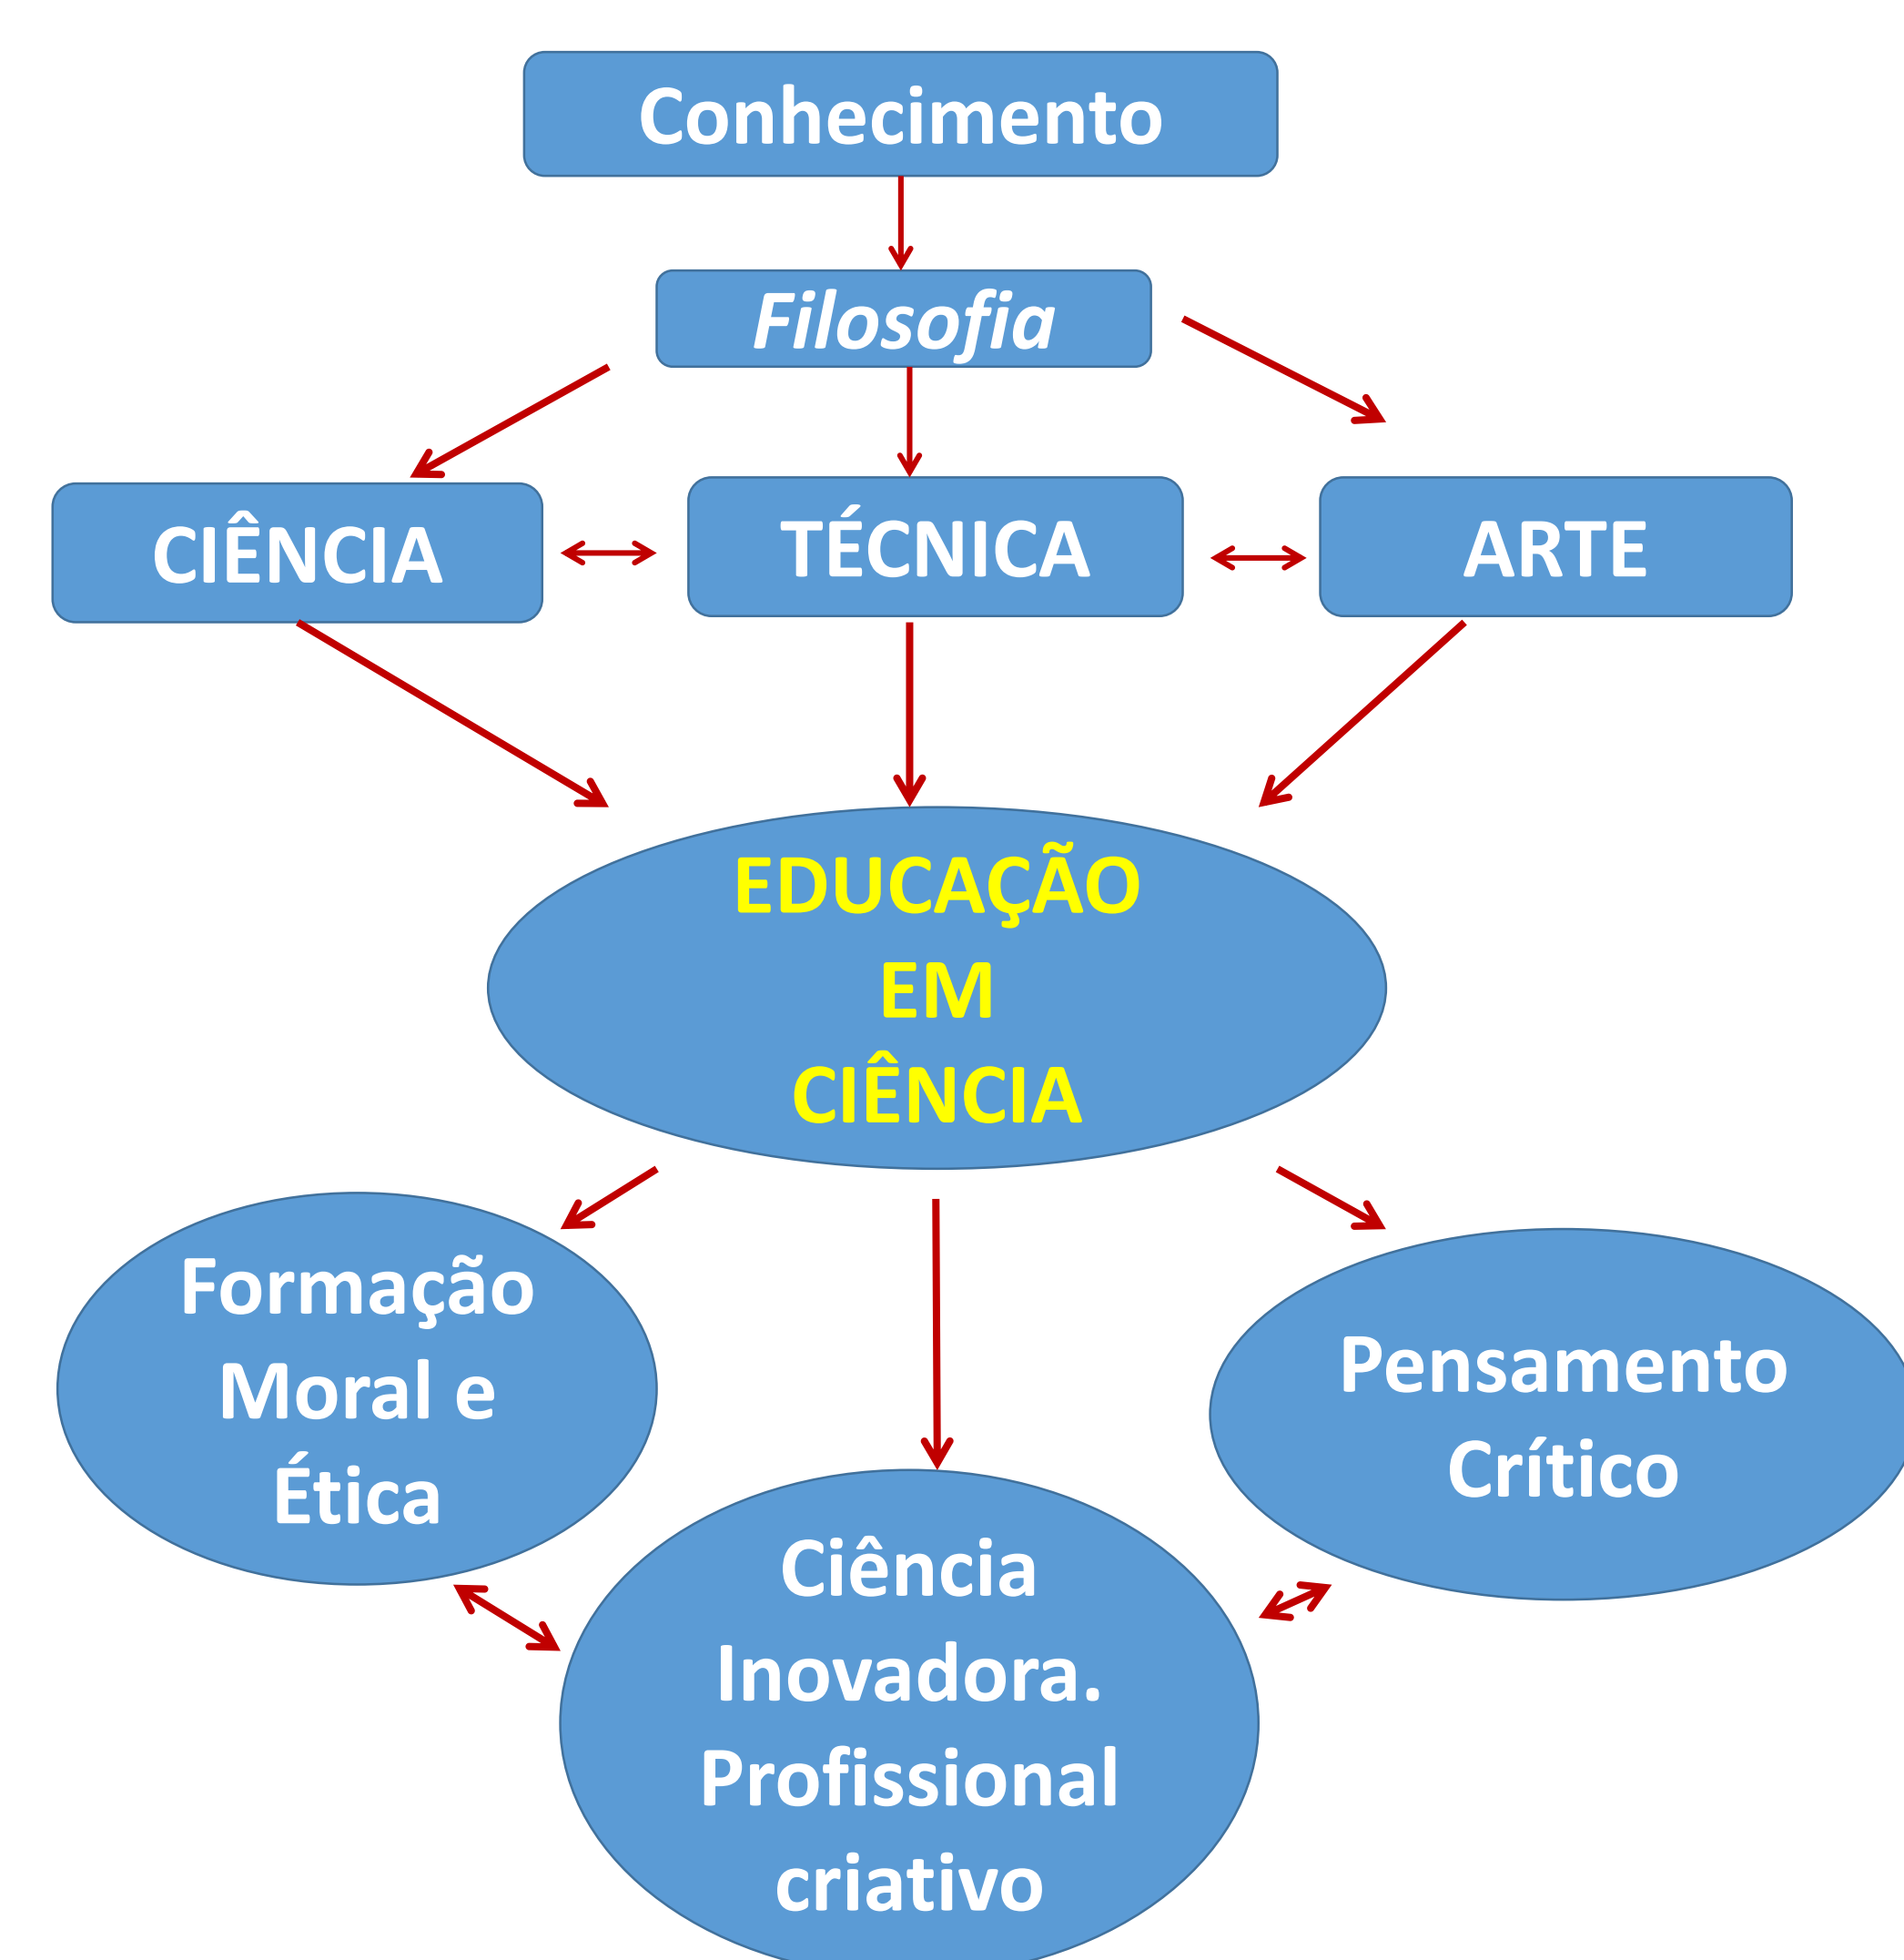 Conhecimento
Filosofia
CIÊNCIA
TÉCNICA
ARTE
EDUCAÇÃO
EM
CIÊNCIA
Formação
Moral e
Ética
Pensamento
Crítico
Ciência
Inovadora.
Profissional
criativo